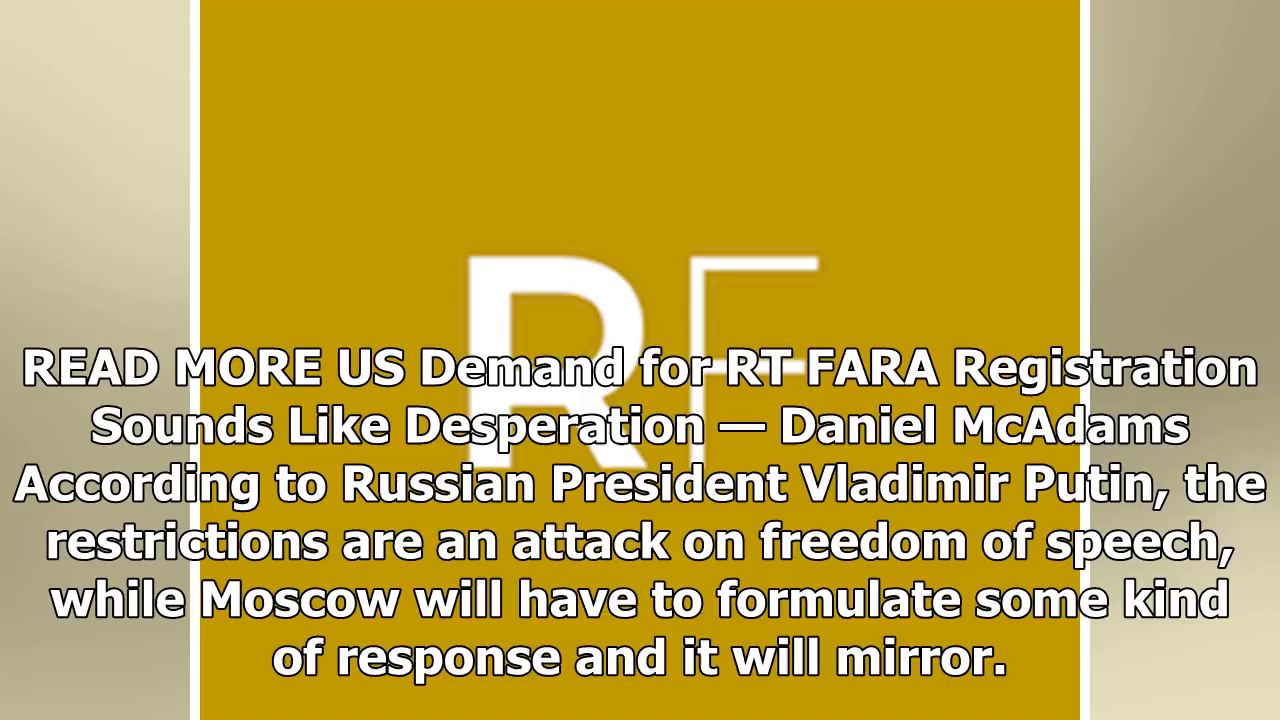 RF
READ MORE US Demand for RT FARA Registration
Sounds Like Desperation — Daniel McAdams
According to Russian President Vladimir Putin, the
restrictions are an attack on freedom of speech,
while Moscow will have to formulate some kind
of response and it will mirror.